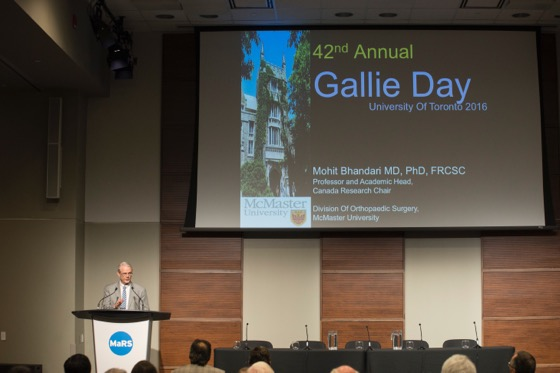 42nd Annual
Gallie Day
University Of Toronto 2016
Mohit Bhandari MD, PhD, FRCSC
Professor and Academic Head,
Canada Research Chair
McMaster
University
Division Of Orthopaedic Surgery,
McMaster University
MaRS